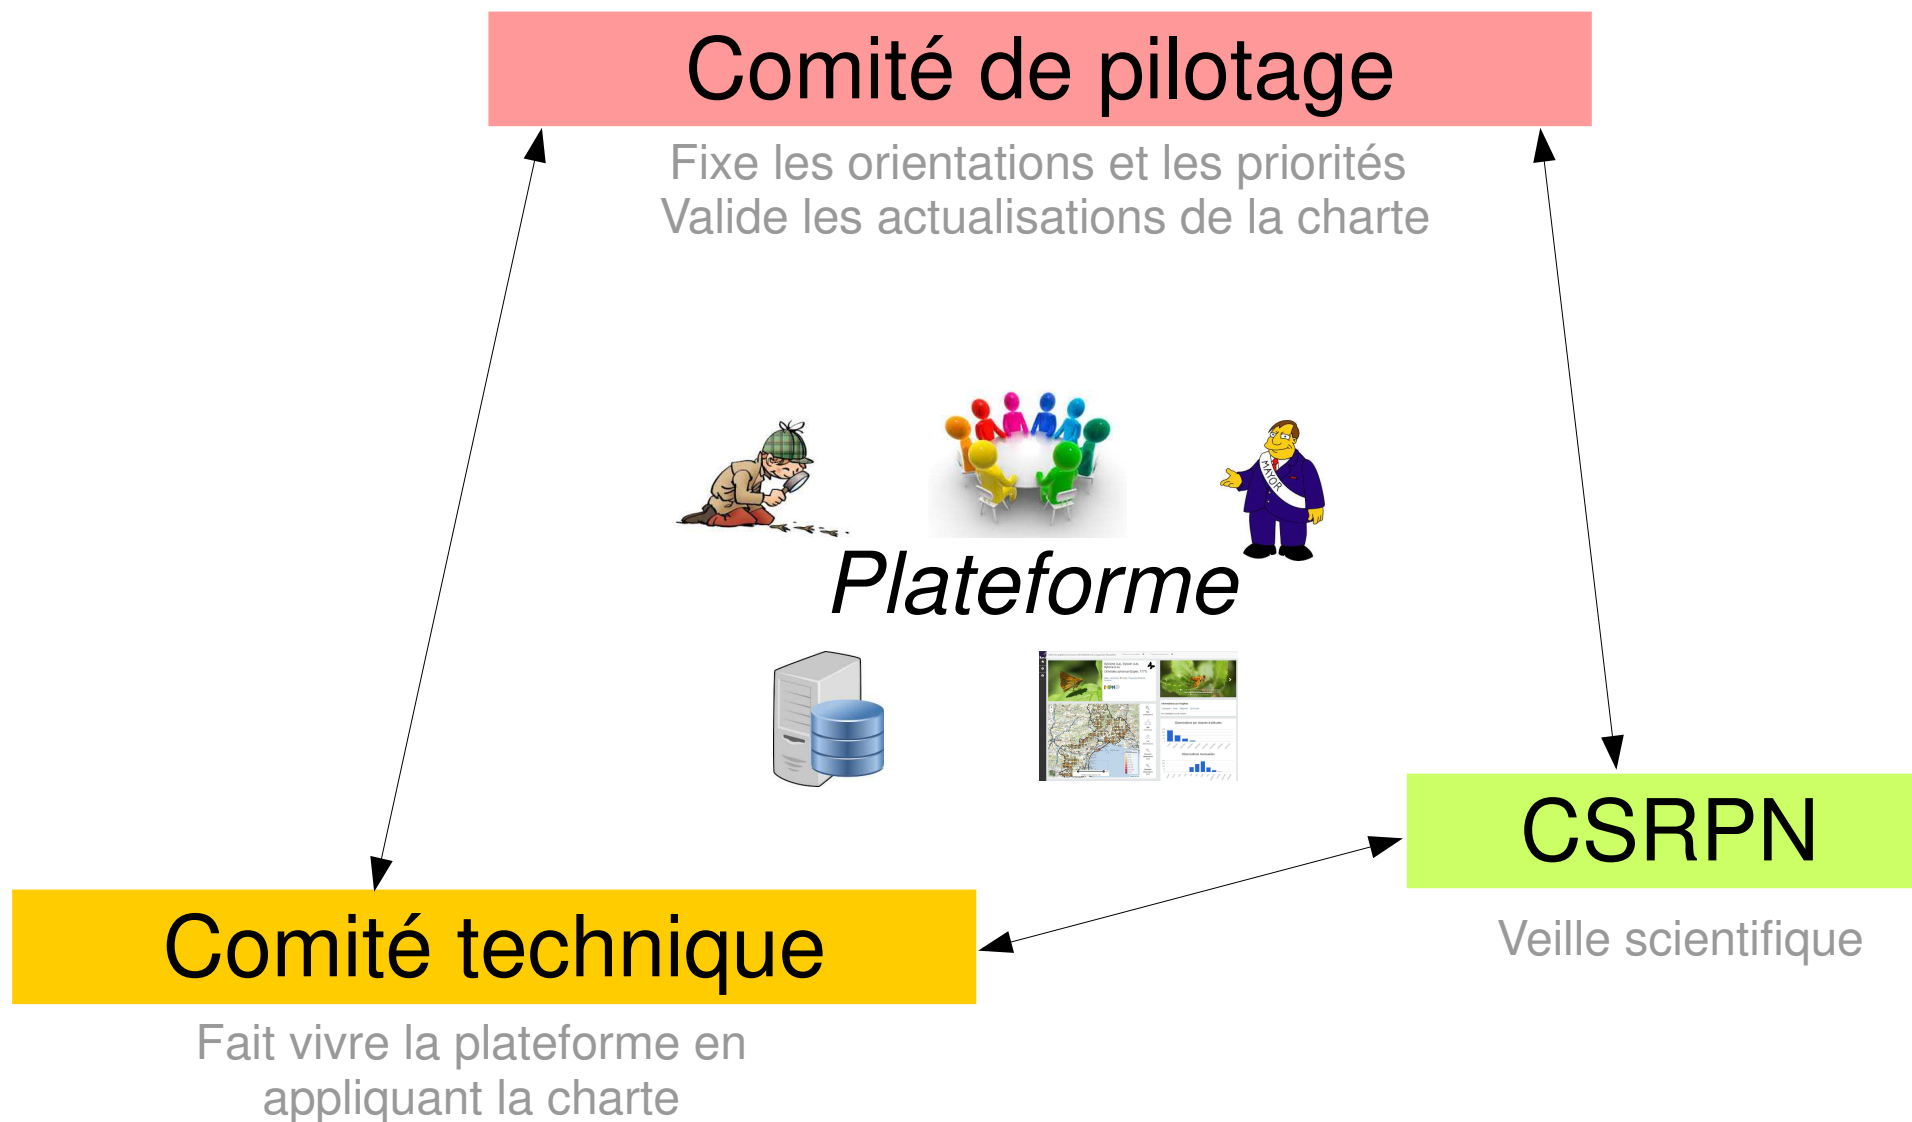 Comité de pilotage
Fixe les orientations et les priorités
Valide les actualisations de la charte
MAYOR
Plateforme
CSRPN
Veille scientifique
Comité technique
Fait vivre la plateforme en
appliquant la charte